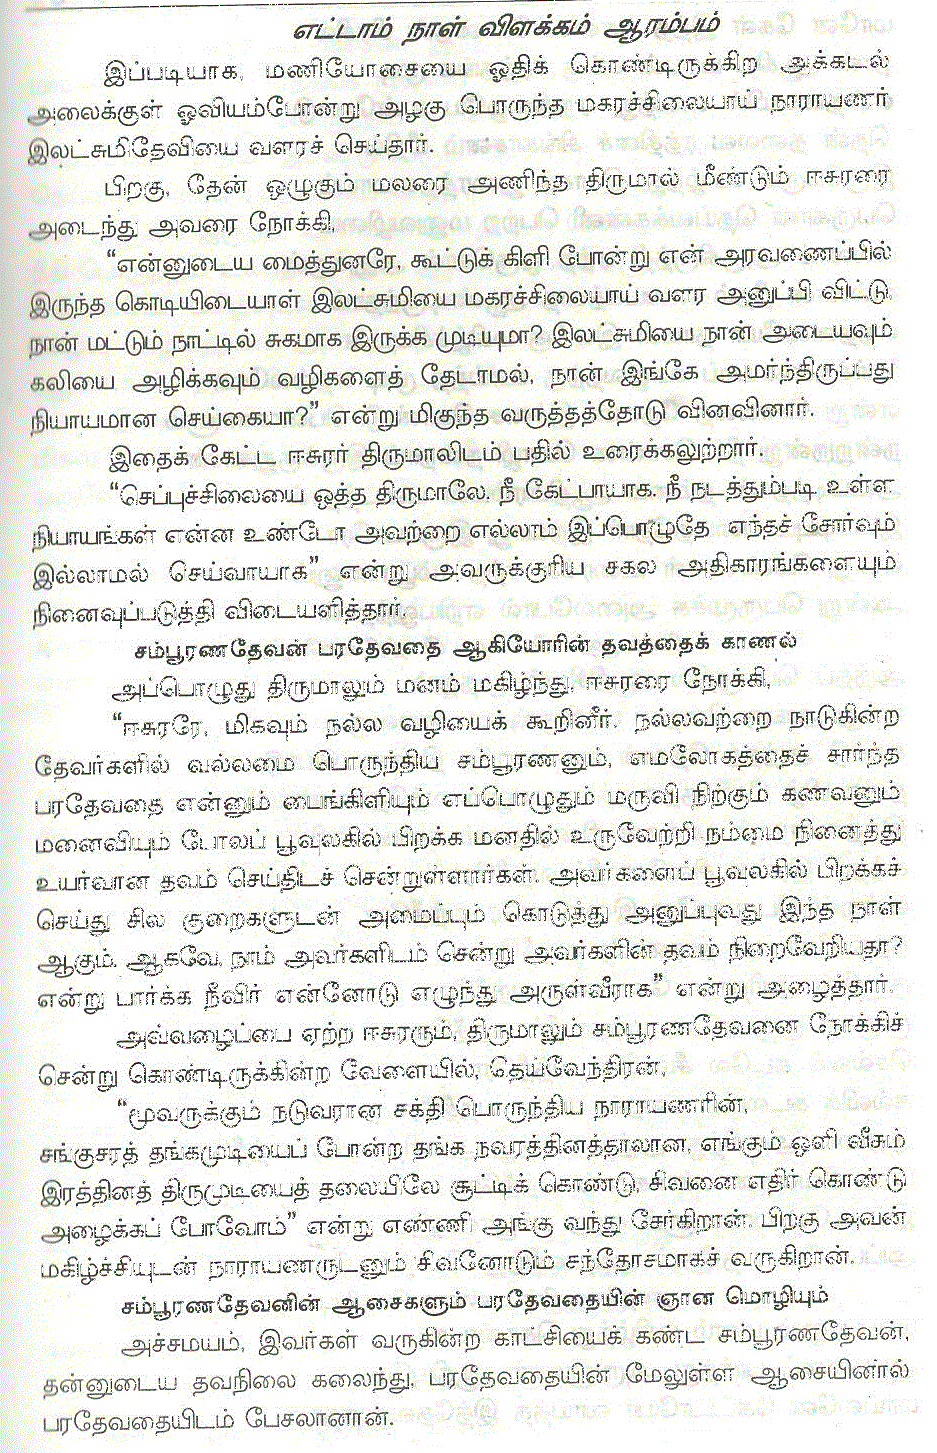 எட்டாம் நாள் விளக்கம் ஆரம்பம்
இப்படியாக, மணியோசையை ஓதிக் கொண்டிருக்கிற அக்கடல்
அலைக்குள் ஓவியம்போன்று அழகு பொருந்த மகரச்சிலையாய் நாராயணர்
இலட்சுமிதேவியை வளரச் செய்தார்.
பிறகு, தேன் ஒழுகும் மலரை அணிந்த திருமால் மீண்டும் ஈசுரரை
அடைந்து அவரை நோக்கி,
“என்னுடைய மைத்துனரே, கூட்டுக் கிளி போன்று என் அரவணைப்பில்
இருந்த கொடியிடையாள் இலட்சுமியை மகரச்சிலையாய் வளர அனுப்பி விட்டு,
நான் மட்டும் நாட்டில் சுகமாக இருக்க முடியுமா? இலட்சுமியை நான் அடையவும்
கலியை அழிக்கவும் வழிகளைத் தேடாமல், நான் இங்கே அமர்ந்திருப்பது
நியாயமான செய்கையா?” என்று மிகுந்த வருத்தத்தோடு வினவினார்.
இதைக் கேட்ட ஈசுரர் திருமாலிடம் பதில் உரைக்கலுற்றார்.
“செப்புச்சிலையை ஒத்த திருமாலே, நீ கேட்பாயாக. நீ நடத்தும்படி உள்ள
நியாயங்கள் என்ன உண்டோ அவற்றை எல்லாம் இப்பொழுதே எந்தச் சோர்வும்
இல்லாமல் செய்வாயாக” என்று அவருக்குரிய சகல அதிகாரங்களையும்
நினைவுப்படுத்தி விடையளித்தார்.
சம்பூரணதேவன் பரதேவதை ஆகியோரின் தவத்தைக் காணல்
அப்பொழுது திருமாலும் மனம் மகிழ்ந்து, ஈசுரரை நோக்கி,
“ஈசுரரே, மிகவும் நல்ல வழியைக் கூறினீர். நல்லவற்றை நாடுகின்ற
தேவர்களில் வல்லமை பொருந்திய சம்பூரணனும், எமலோகத்தைச் சார்ந்த
பரதேவதை என்னும் பைங்கிளியும் எப்பொழுதும் மருவி நிற்கும் கணவனும்
மனைவியும் போலப் பூவுலகில் பிறக்க மனதில் உருவேற்றி நம்மை நினைத்து
உயர்வான தவம் செய்திடச் சென்றுள்ளார்கள். அவர்களைப் பூவுலகில் பிறக்கச்
செய்து சில குறைகளுடன் அமைப்பும் கொடுத்து அனுப்புவது இந்த நாள்
ஆகும். ஆகவே, நாம் அவர்களிடம் சென்று அவர்களின் தவம் நிறைவேறியதா?
என்று பார்க்க நீவிர் என்னோடு எழுந்து அருள்வீராக” என்று அழைத்தார்.
அவ்வழைப்பை ஏற்ற ஈசுரரும், திருமாலும் சம்பூரணதேவனை நோக்கிச்
சென்று கொண்டிருக்கின்ற வேளையில், தெய்வேந்திரன்,
“மூவருக்கும் நடுவரான சக்தி பொருந்திய நாராயணரின்,
சங்குசரத் தங்கமுடியைப் போன்ற தங்க நவரத்தினத்தாலான, எங்கும் ஒளி வீசும்
இரத்தினத் திருமுடியைத் தலையிலே சூட்டிக் கொண்டு, சிவனை எதிர் கொண்டு
அழைக்கப் போவோம்” என்று எண்ணி அங்கு வந்து சேர்கிறான். பிறகு அவன்
மகிழ்ச்சியுடன் நாராயணருடனும் சிவனோடும் சந்தோசமாகச் வருகிறான்.
சம்பூரணதேவனின் ஆசைகளும் பரதேவதையின் ஞான மொழியும்
அச்சமயம், இவர்கள் வருகின்ற காட்சியைக் கண்ட சம்பூரணதேவன்,
தன்னுடைய தவநிலை கலைந்து, பரதேவதையின் மேலுள்ள ஆசையினால்
பரதேவதையிடம் பேசலானான்.